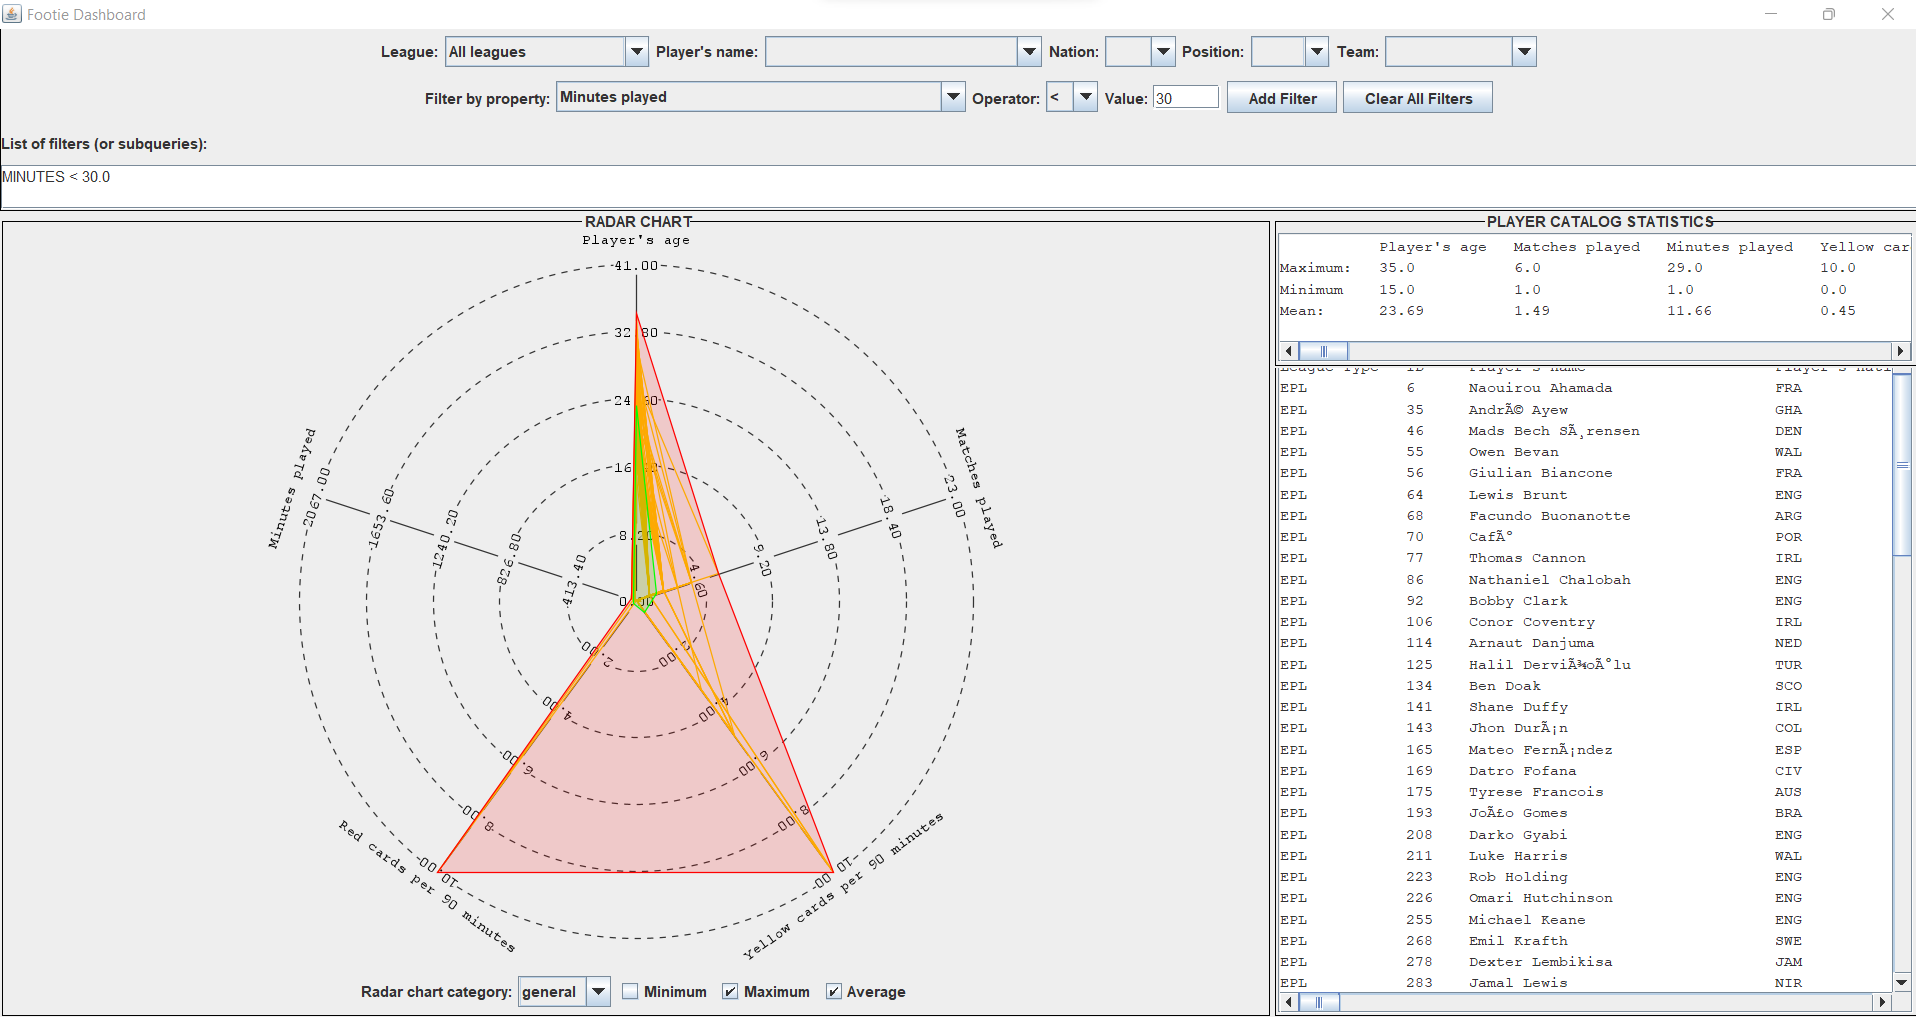 Footie Dashboard
League: All leagues Player's name: Nation: Position: Team:
Filter by property: Minutes played Operator: < Value: 30 Add Filter Clear All Filters
List of filters (or subqueries):
MINUTES < 30.0
RADAR CHART
Player's age
41.00
32.80
24.60
16.40
8.20
0.00
Matches played
4.60
9.20
13.80
18.40
23.00
Yellow cards per 90 minutes
2.00
4.00
6.00
8.00
10.00
Red cards per 90 minutes
2.00
4.00
6.00
8.00
10.00
Minutes played
413.40
826.80
1240.20
1653.60
2067.00
Radar chart category: general Minimum Maximum Average
PLAYER CATALOG STATISTICS
Player's age Matches played Minutes played Yellow car
Maximum: 35.0 6.0 29.0 10.0
Minimum 15.0 1.0 1.0 0.0
Mean: 23.69 1.49 11.66 0.45
League Type ID Player's name Player's nati
EPL 6 Naouirou Ahamada FRA
EPL 35 AndrÃ© Ayew GHA
EPL 46 Mads Bech SÃ¸rensen DEN
EPL 55 Owen Bevan WAL
EPL 56 Giulian Biancone FRA
EPL 64 Lewis Brunt ENG
EPL 68 Facundo Buonanotte ARG
EPL 70 CafÃº POR
EPL 77 Thomas Cannon IRL
EPL 86 Nathaniel Chalobah ENG
EPL 92 Bobby Clark ENG
EPL 106 Conor Coventry IRL
EPL 114 Arnaut Danjuma NED
EPL 125 Halil DerviÃ¾oÃ°lu TUR
EPL 134 Ben Doak SCO
EPL 141 Shane Duffy IRL
EPL 143 Jhon DurÃ¡n COL
EPL 165 Mateo FernÃ¡ndez ESP
EPL 169 Datro Fofana CIV
EPL 175 Tyrese Francois AUS
EPL 193 JoÃ£o Gomes BRA
EPL 208 Darko Gyabi ENG
EPL 211 Luke Harris WAL
EPL 223 Rob Holding ENG
EPL 226 Omari Hutchinson ENG
EPL 255 Michael Keane ENG
EPL 268 Emil Krafth SWE
EPL 278 Dexter Lembikisa JAM
EPL 283 Jamal Lewis NIR